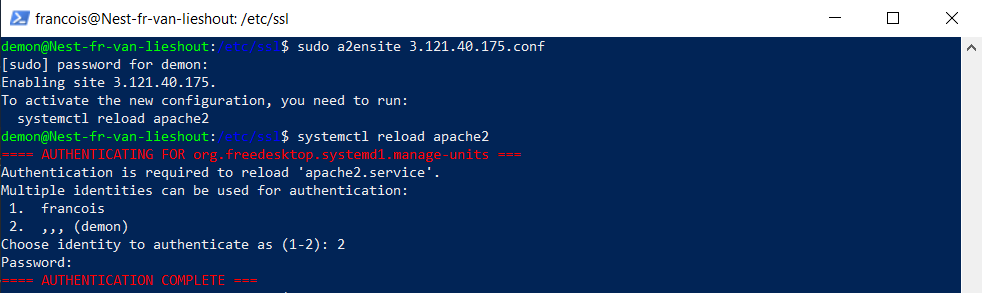 francois@Nest-fr-van-lieshout: /etc/ssl
demon@Nest-fr-van-lieshout:/etc/ssl$ sudo a2ensite 3.121.40.175.conf
[sudo] password for demon:
Enabling site 3.121.40.175.
To activate the new configuration, you need to run:
  systemctl reload apache2
demon@Nest-fr-van-lieshout:/etc/ssl$ systemctl reload apache2
==== AUTHENTICATING FOR org.freedesktop.systemd1.manage-units ===
Authentication is required to reload 'apache2.service'.
Multiple identities can be used for authentication:
 1.  francois
 2.  ,,, (demon)
Choose identity to authenticate as (1-2): 2
Password:
==== AUTHENTICATION COMPLETE ===